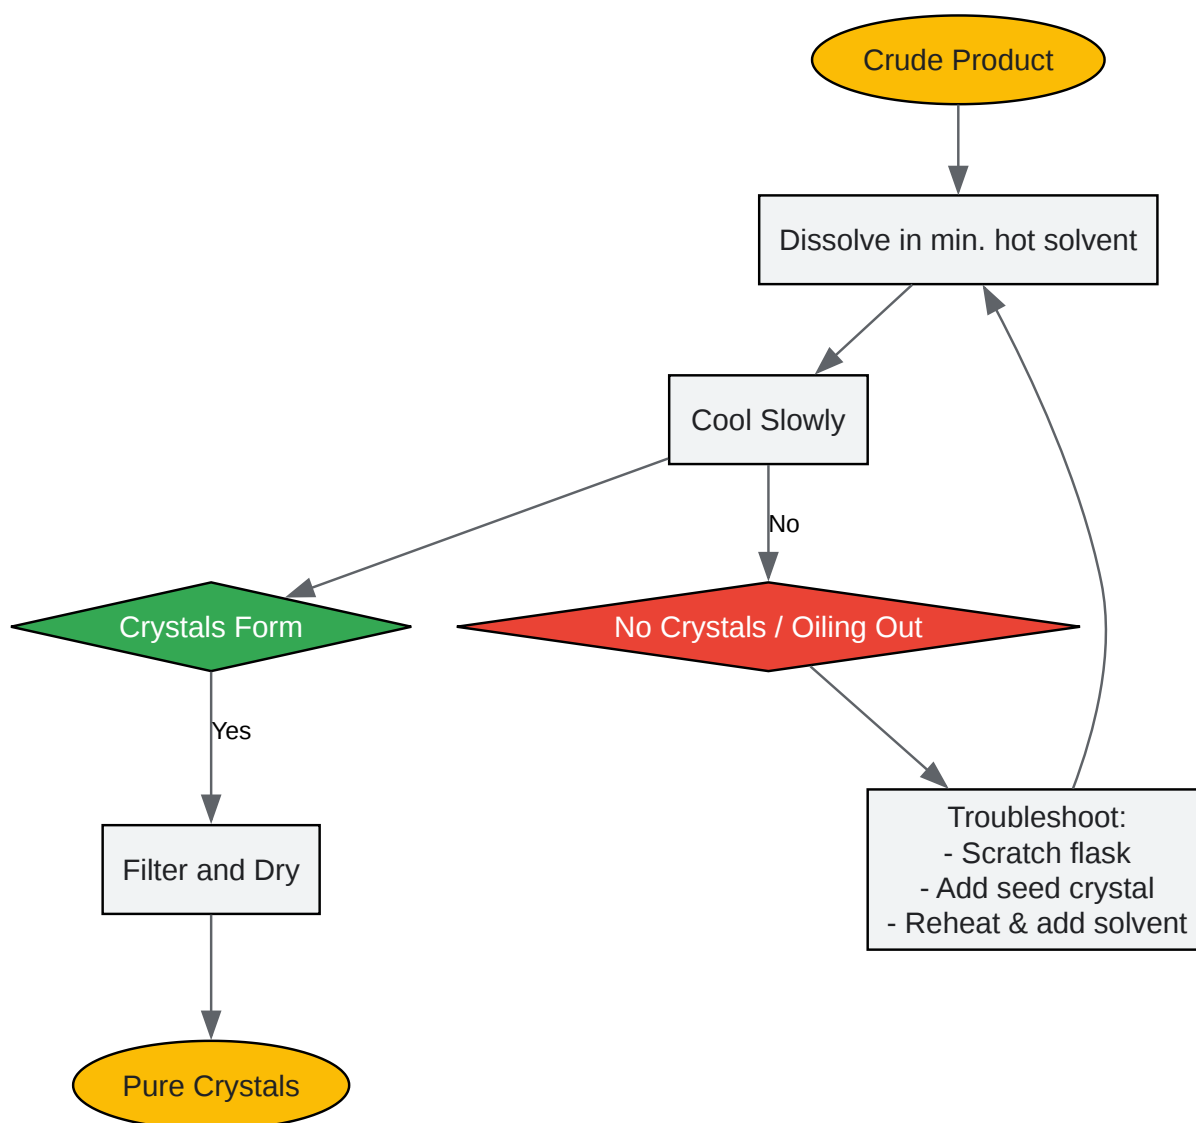 Crude Product
Dissolve in min. hot solvent
Cool Slowly
No
Crystals Form
No Crystals / Oiling Out
Yes
Troubleshoot:
- Scratch flask
- Add seed crystal
- Reheat & add solvent
Filter and Dry
Pure Crystals